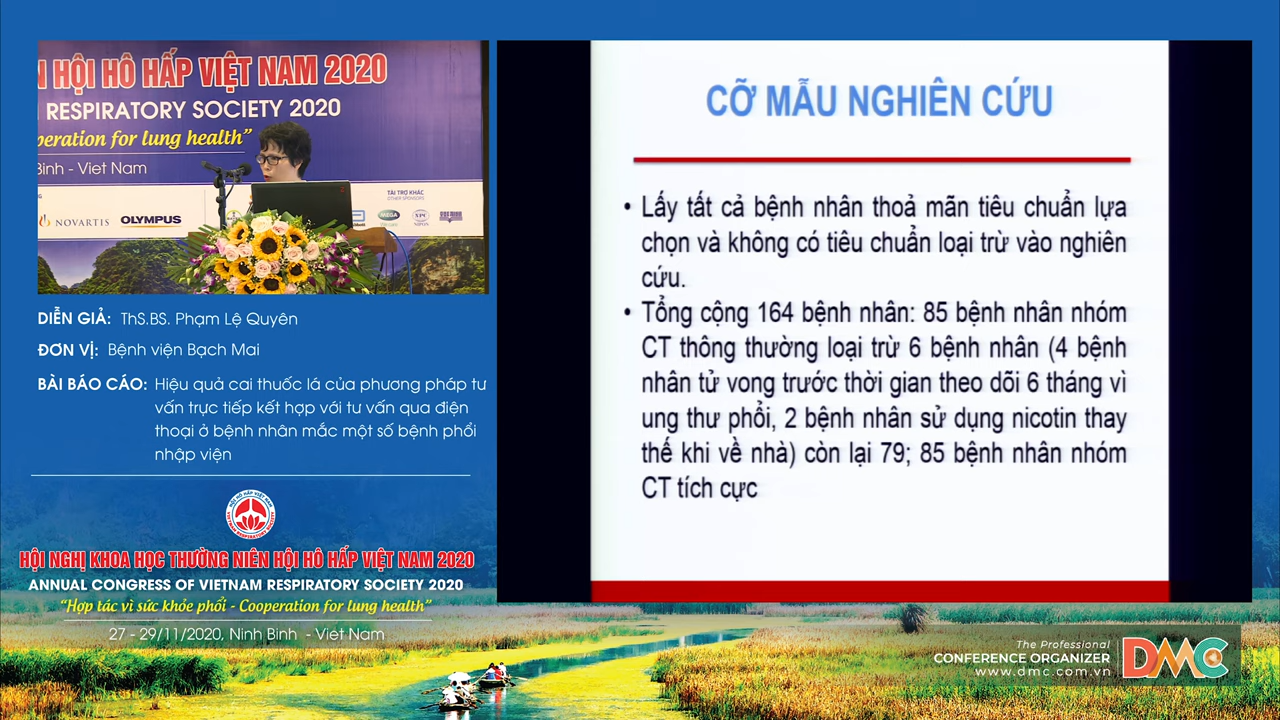 N HỘI HÔ HẤP VIỆT NAM 2020
RESPIRATORY SOCIETY 2020
peration for lung health”
Binh - Viet Nam
TÀI TRỢ KHÁC
OTHER SPONSORS
NOVARTIS
OLYMPUS
MEGA
NIPON
DIỄN GIẢ: ThS.BS. Phạm Lệ Quyên
ĐƠN VỊ: Bệnh viện Bạch Mai
BÀI BÁO CÁO: Hiệu quả cai thuốc lá của phương pháp tư
vấn trực tiếp kết hợp với tư vấn qua điện
thoại ở bệnh nhân mắc một số bệnh phổi
nhập viện
HỘI NGHỊ KHOA HỌC THƯỜNG NIÊN HỘI HÔ HẤP VIỆT NAM 2020
ANNUAL CONGRESS OF VIETNAM RESPIRATORY SOCIETY 2020
“Hợp tác vì sức khỏe phổi - Cooperation for lung health”
27 - 29/11/2020, Ninh Binh - Viet Nam
CỠ MẪU NGHIÊN CỨU
• Lấy tất cả bệnh nhân thoả mãn tiêu chuẩn lựa
chọn và không có tiêu chuẩn loại trừ vào nghiên
cứu.
• Tổng cộng 164 bệnh nhân: 85 bệnh nhân nhóm
CT thông thường loại trừ 6 bệnh nhân (4 bệnh
nhân tử vong trước thời gian theo dõi 6 tháng vì
ung thư phổi, 2 bệnh nhân sử dụng nicotin thay
thế khi về nhà) còn lại 79; 85 bệnh nhân nhóm
CT tích cực
The Professional
CONFERENCE ORGANIZER
www.dmc.com.vn
DMC